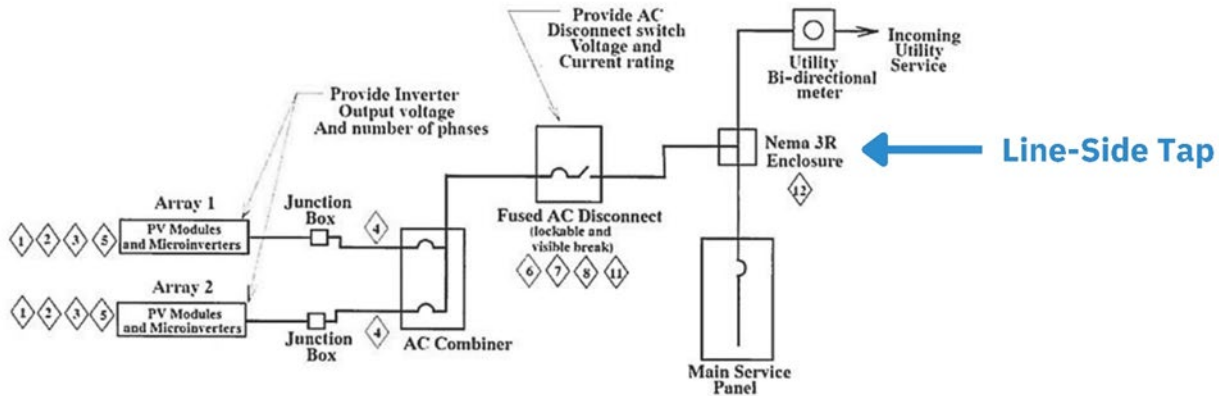 Provide AC
Disconnect switch
Voltage and
Current rating
Incoming
Utility
Service
Utility
Bi-directional
meter
Provide Inverter
Output voltage
And number of phases
Nema 3R
Enclosure
12
Line-Side Tap
Array 1
Junction
Box
4
1 2 3 5
PV Modules
and Microinverters
Fused AC Disconnect
(lockable and
visible break)
6 7 8 11
Array 2
1 2 3 5
PV Modules
and Microinverters
Junction
Box
4
AC Combiner
Main Service
Panel